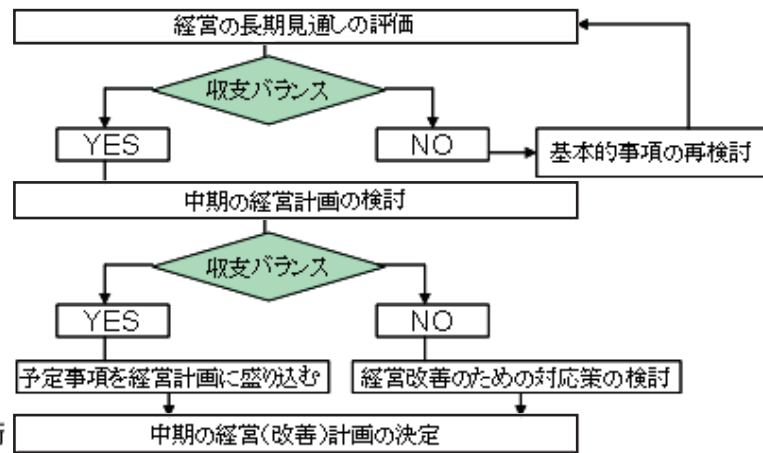 経営の長期見通しの評価
収支バランス
YES
NO
基本的事項の再検討
中期の経営計画の検討
収支バランス
YES
NO
予定事項を経営計画に盛り込む
経営改善のための対応策の検討
中期の経営(改善)計画の決定